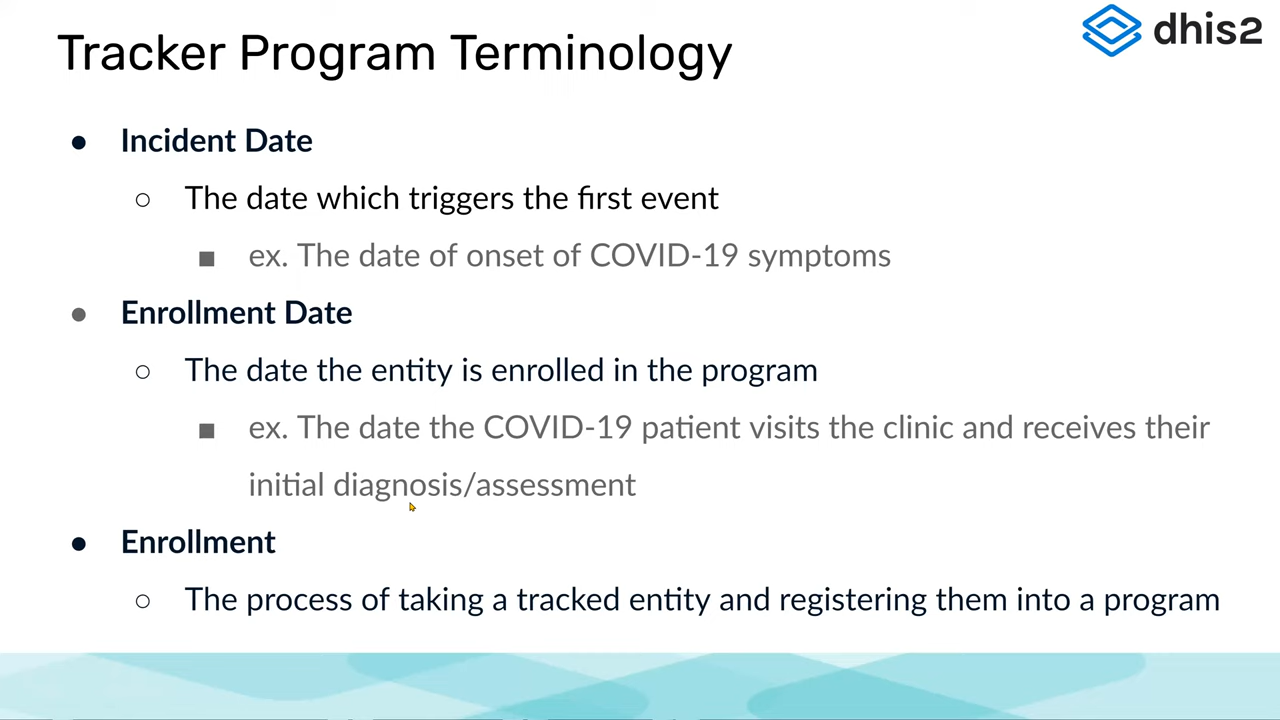 Tracker Program Terminology
dhis2
● Incident Date
○ The date which triggers the first event
■ ex. The date of onset of COVID-19 symptoms
● Enrollment Date
○ The date the entity is enrolled in the program
■ ex. The date the COVID-19 patient visits the clinic and receives their
initial diagnosis/assessment
● Enrollment
○ The process of taking a tracked entity and registering them into a program